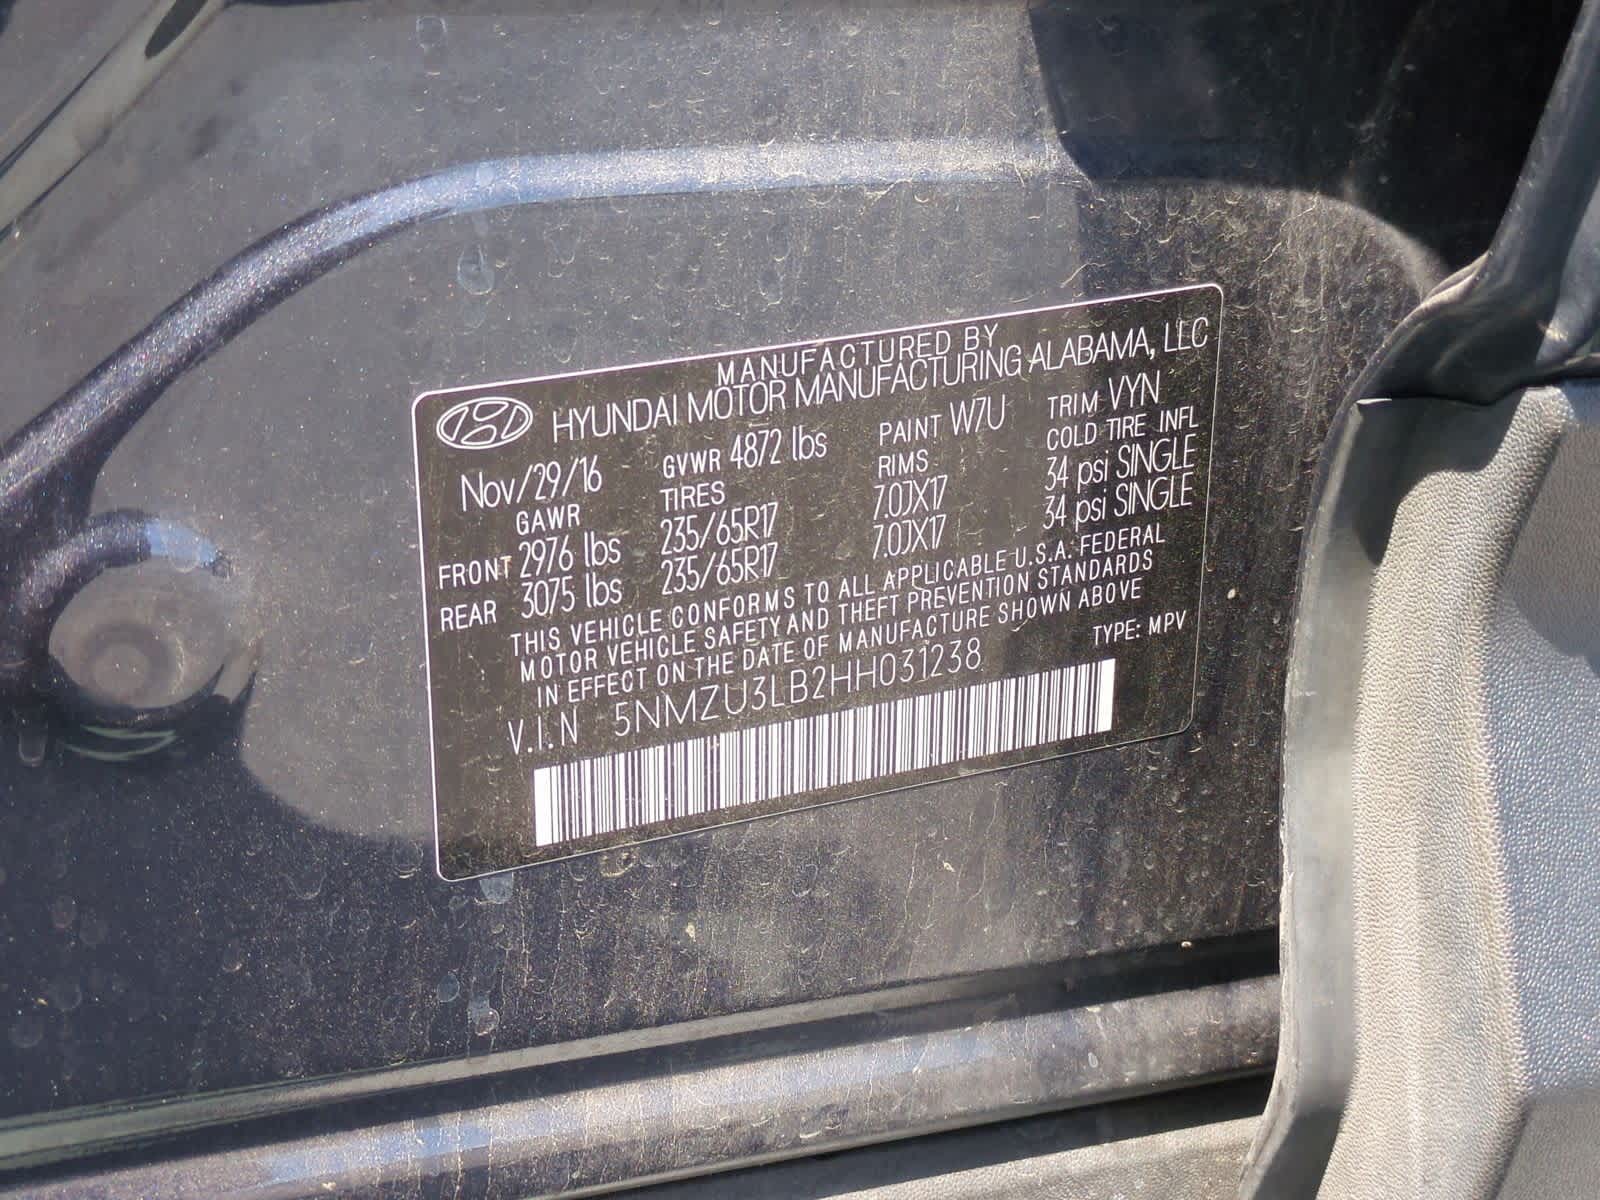 MANUFACTURED BY
HYUNDAI MOTOR MANUFACTURING ALABAMA, LLC
Nov/29/16 GVWR 4872 lbs PAINT W7U TRIM VYN
GAWR TIRES RIMS COLD TIRE INFL
FRONT 2976 lbs 235/65R17 7.0JX17 34 psi SINGLE
REAR 3075 lbs 235/65R17 7.0JX17 34 psi SINGLE
THIS VEHICLE CONFORMS TO ALL APPLICABLE U.S.A. FEDERAL
MOTOR VEHICLE SAFETY AND THEFT PREVENTION STANDARDS
IN EFFECT ON THE DATE OF MANUFACTURE SHOWN ABOVE
V.I.N 5NMZU3LB2HH031238 TYPE: MPV